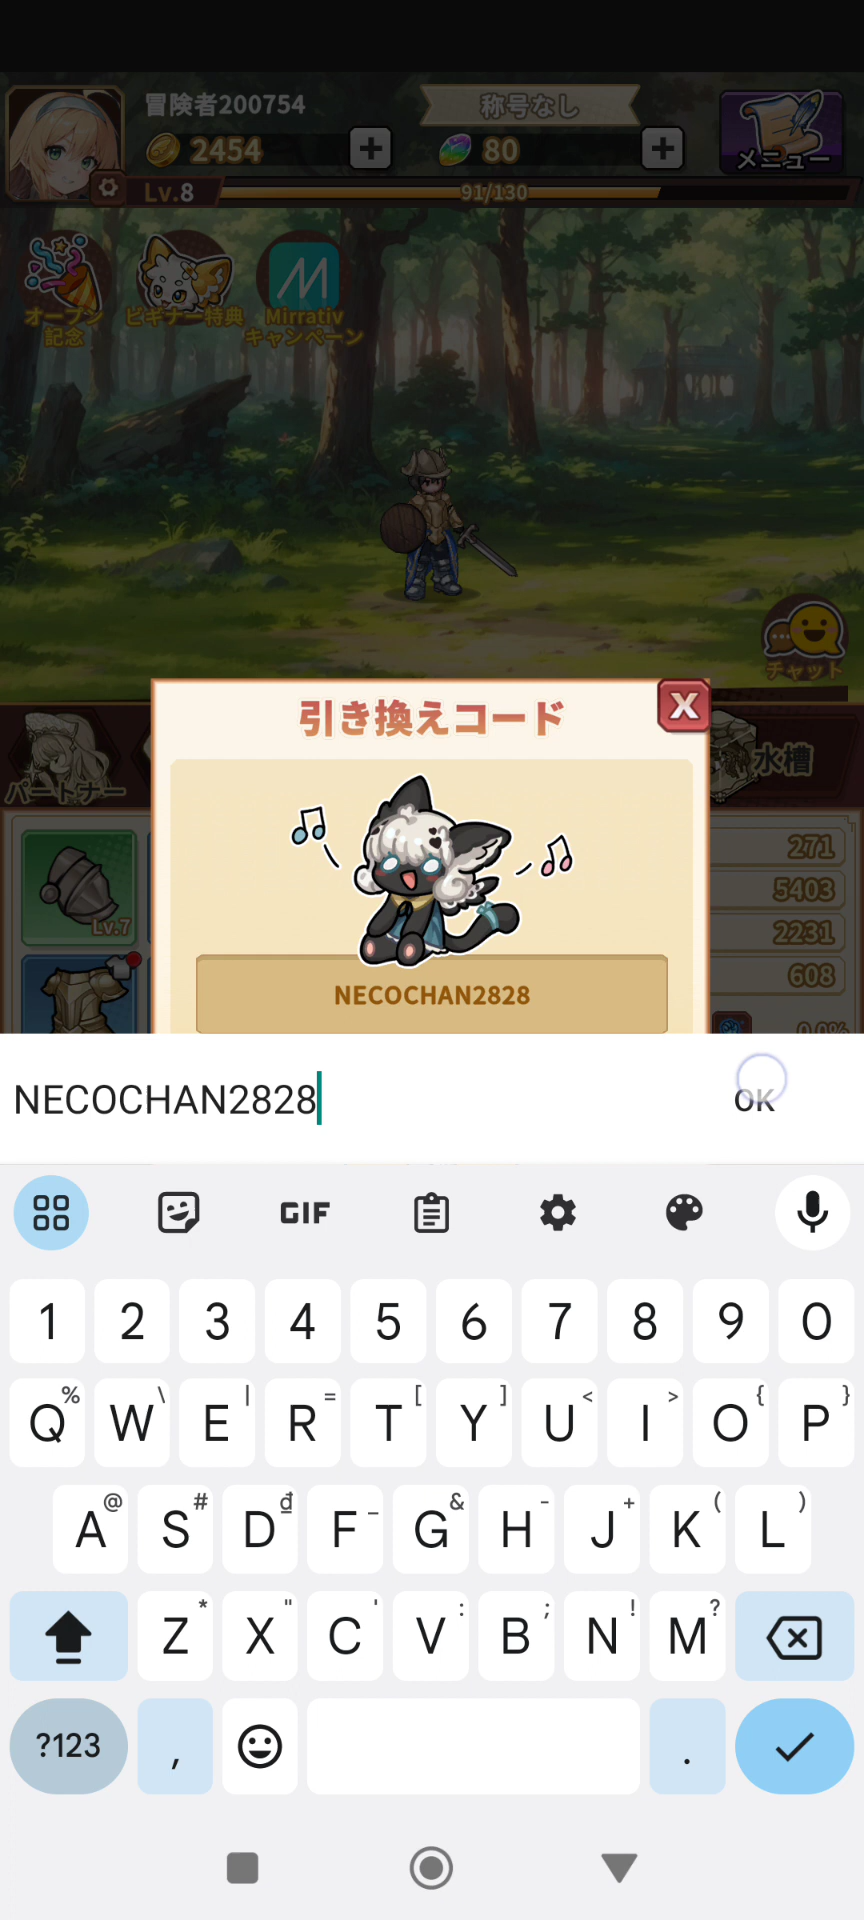 冒険者200754
称号なし
2454
80
メニュー
Lv.8
91/130
オープン
記念
ビギナー特典
Mirrativ
キャンペーン
チャット
引き換えコード
X
パートナー
水槽
271
Lv.7
5403
2231
608
NECOCHAN2828
0.0%
NECOCHAN2828
OK
GIF
1 2 3 4 5 6 7 8 9 0
% \ | = [ ] < > { }
Q W E R T Y U I O P
@ # đ _ & - + ( )
A S D F G H J K L
* " ' : ; ! ?
Z X C V B N M
?123 , .